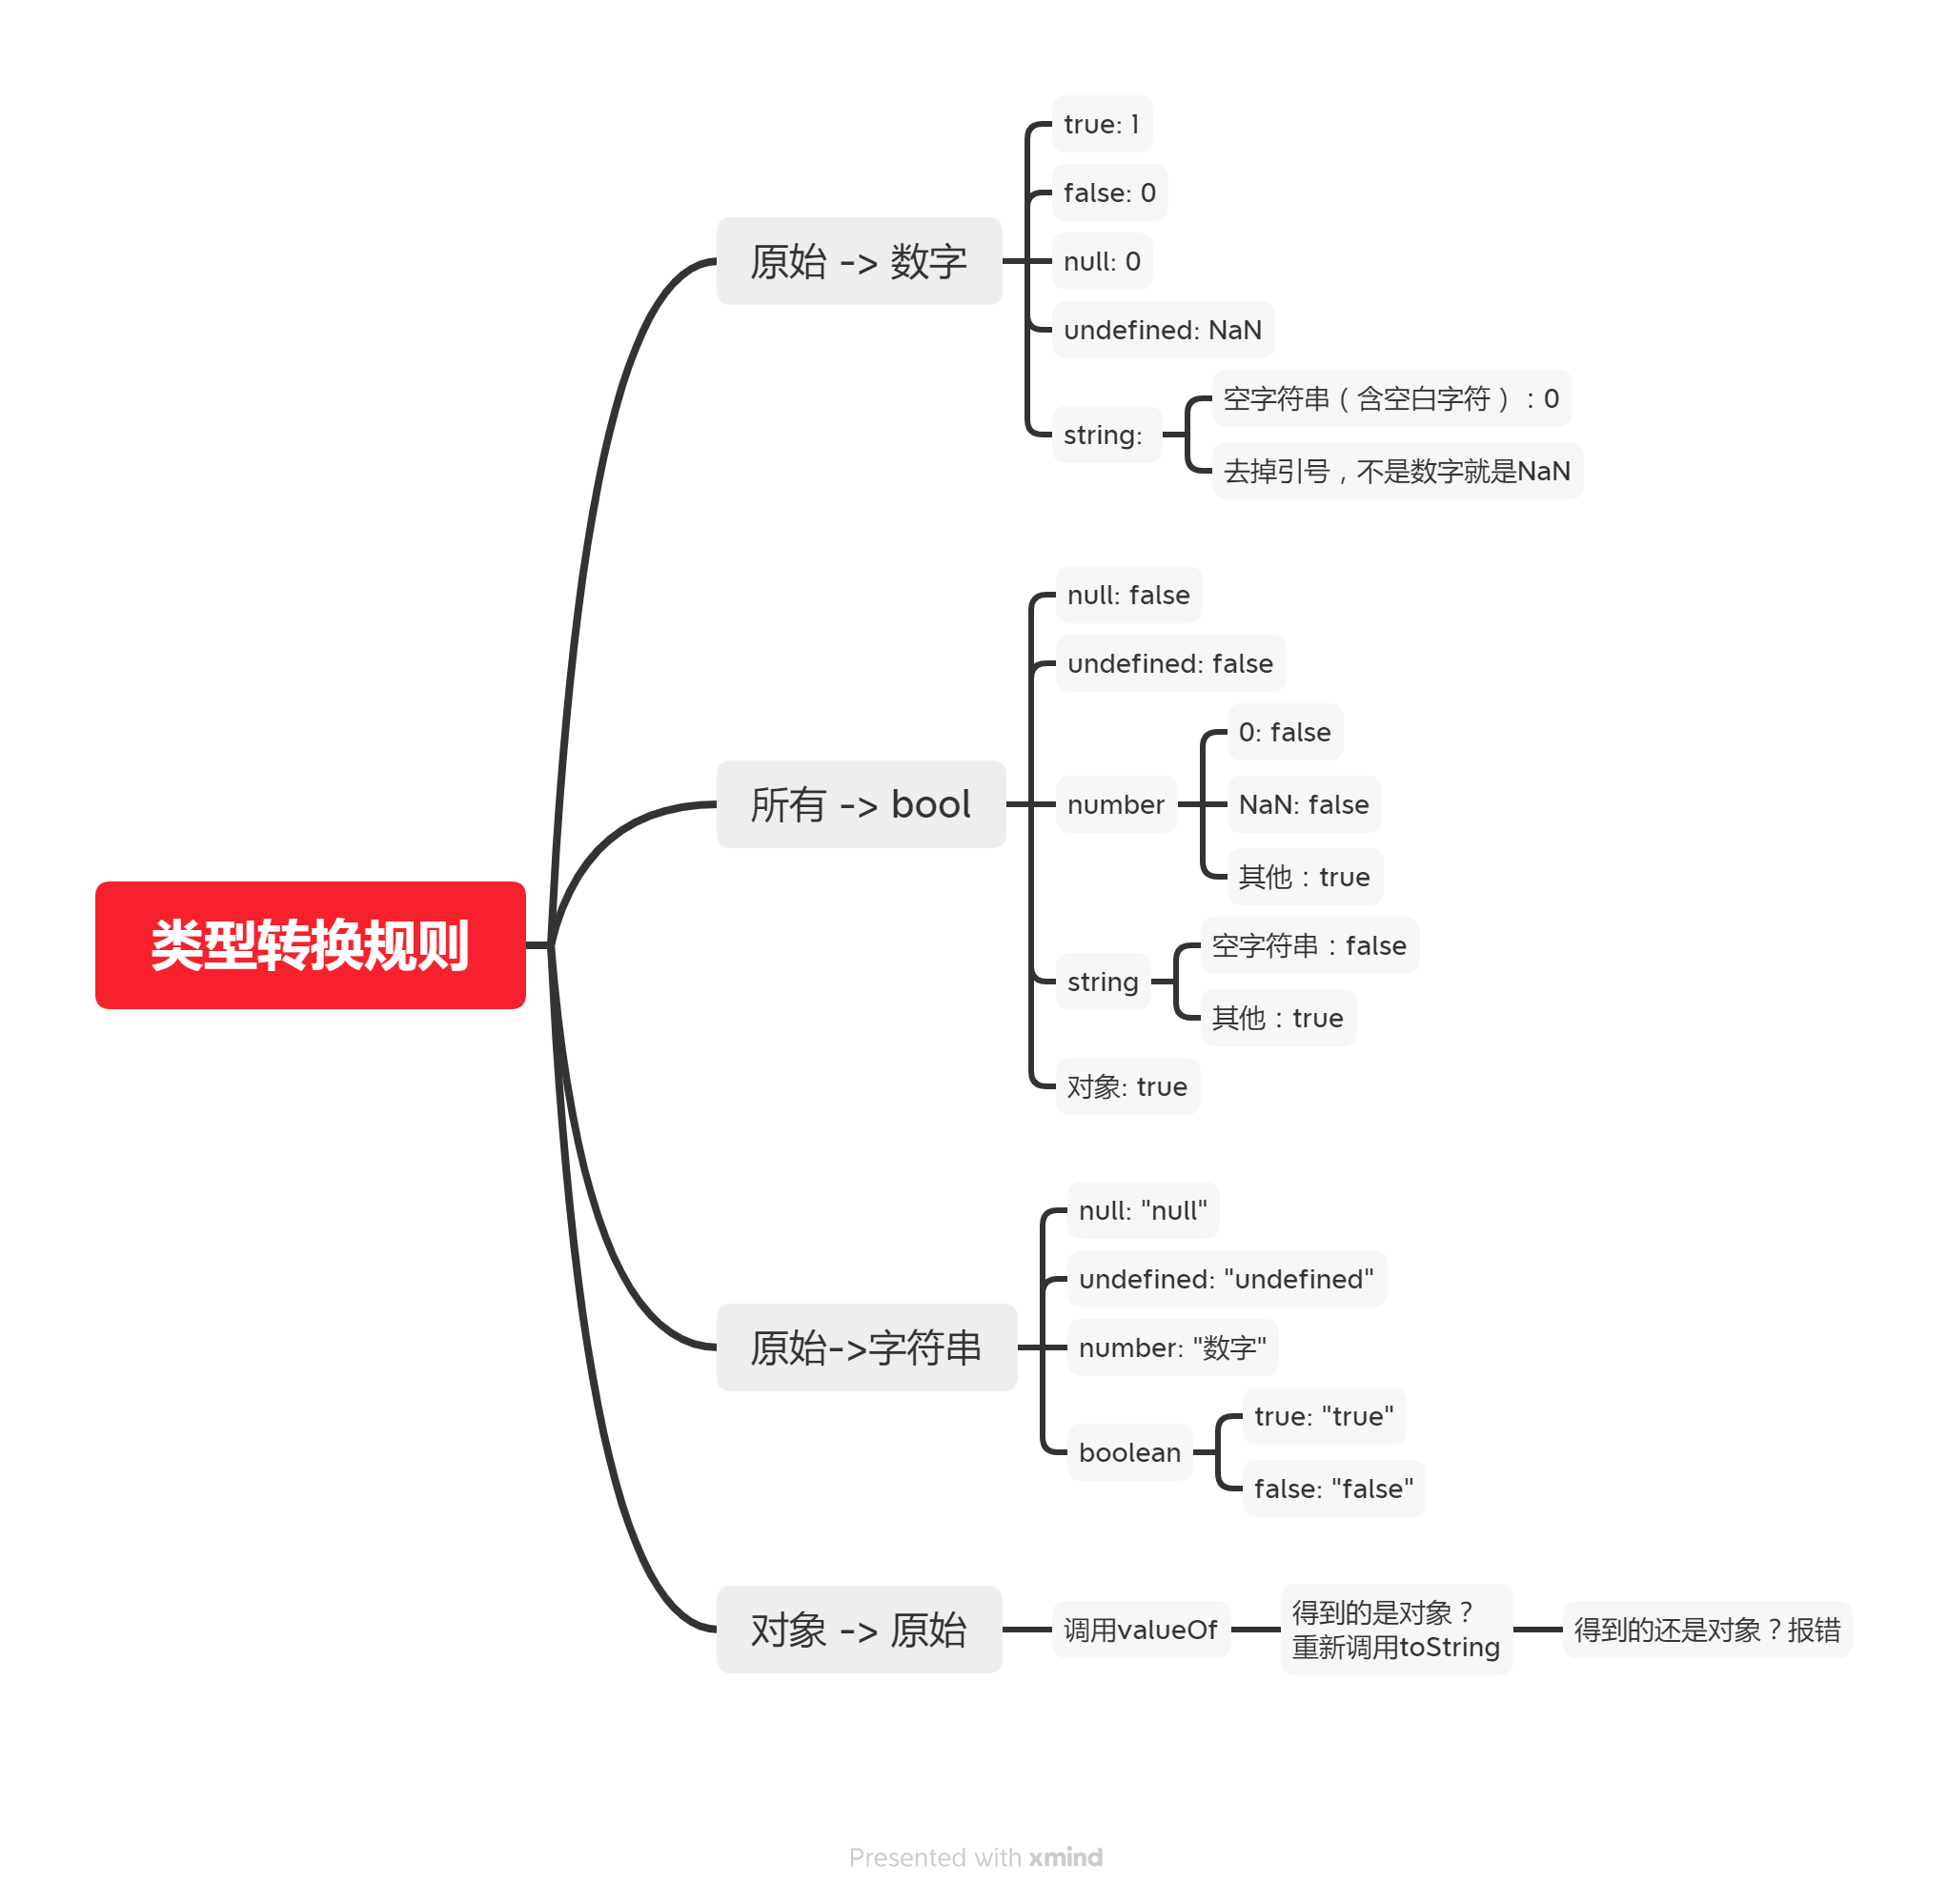 类型转换规则
原始 -> 数字
true: 1
false: 0
null: 0
undefined: NaN
string:
空字符串（含空白字符）：0
去掉引号，不是数字就是NaN
所有 -> bool
null: false
undefined: false
number
0: false
NaN: false
其他：true
string
空字符串：false
其他：true
对象: true
原始->字符串
null: "null"
undefined: "undefined"
number: "数字"
boolean
true: "true"
false: "false"
对象 -> 原始
调用valueOf
得到的是对象？
重新调用toString
得到的还是对象？报错
Presented with xmind